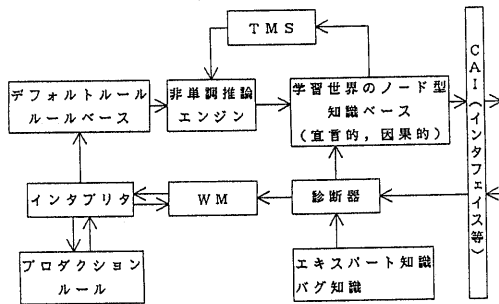 TMS
デフォルトルール
ルールベース
非単調推論
エンジン
学習世界のノード型
知識ベース
(宣言的,因果的)
CAI(インタフェイス等)
インタプリタ
WM
診断器
プロダクション
ルール
エキスパート知識
バグ知識